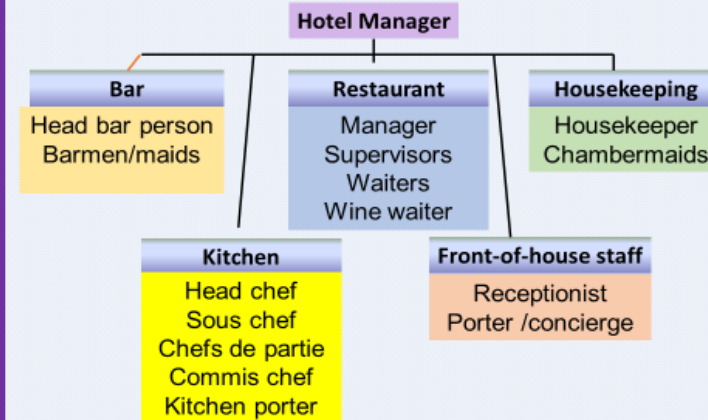 Hotel Manager
Bar
Head bar person
Barmen/maids
Restaurant
Manager
Supervisors
Waiters
Wine waiter
Housekeeping
Housekeeper
Chambermaids
Kitchen
Head chef
Sous chef
Chefs de partie
Commis chef
Kitchen porter
Front-of-house staff
Receptionist
Porter /concierge